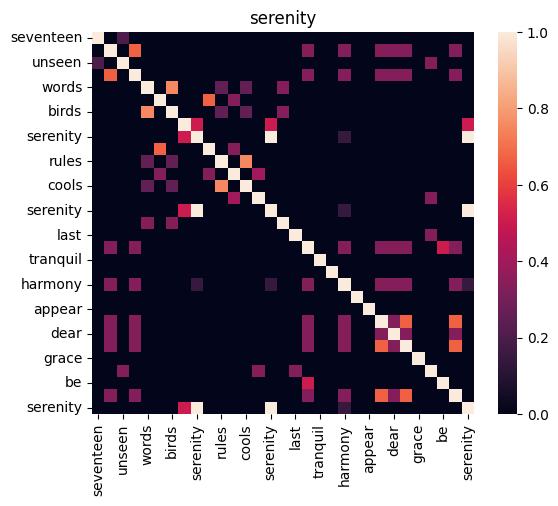 serenity
seventeen
unseen
words
birds
serenity
rules
cools
serenity
last
tranquil
harmony
appear
dear
grace
be
serenity
seventeen
unseen
words
birds
serenity
rules
cools
serenity
last
tranquil
harmony
appear
dear
grace
be
serenity
1.0
0.8
0.6
0.4
0.2
0.0